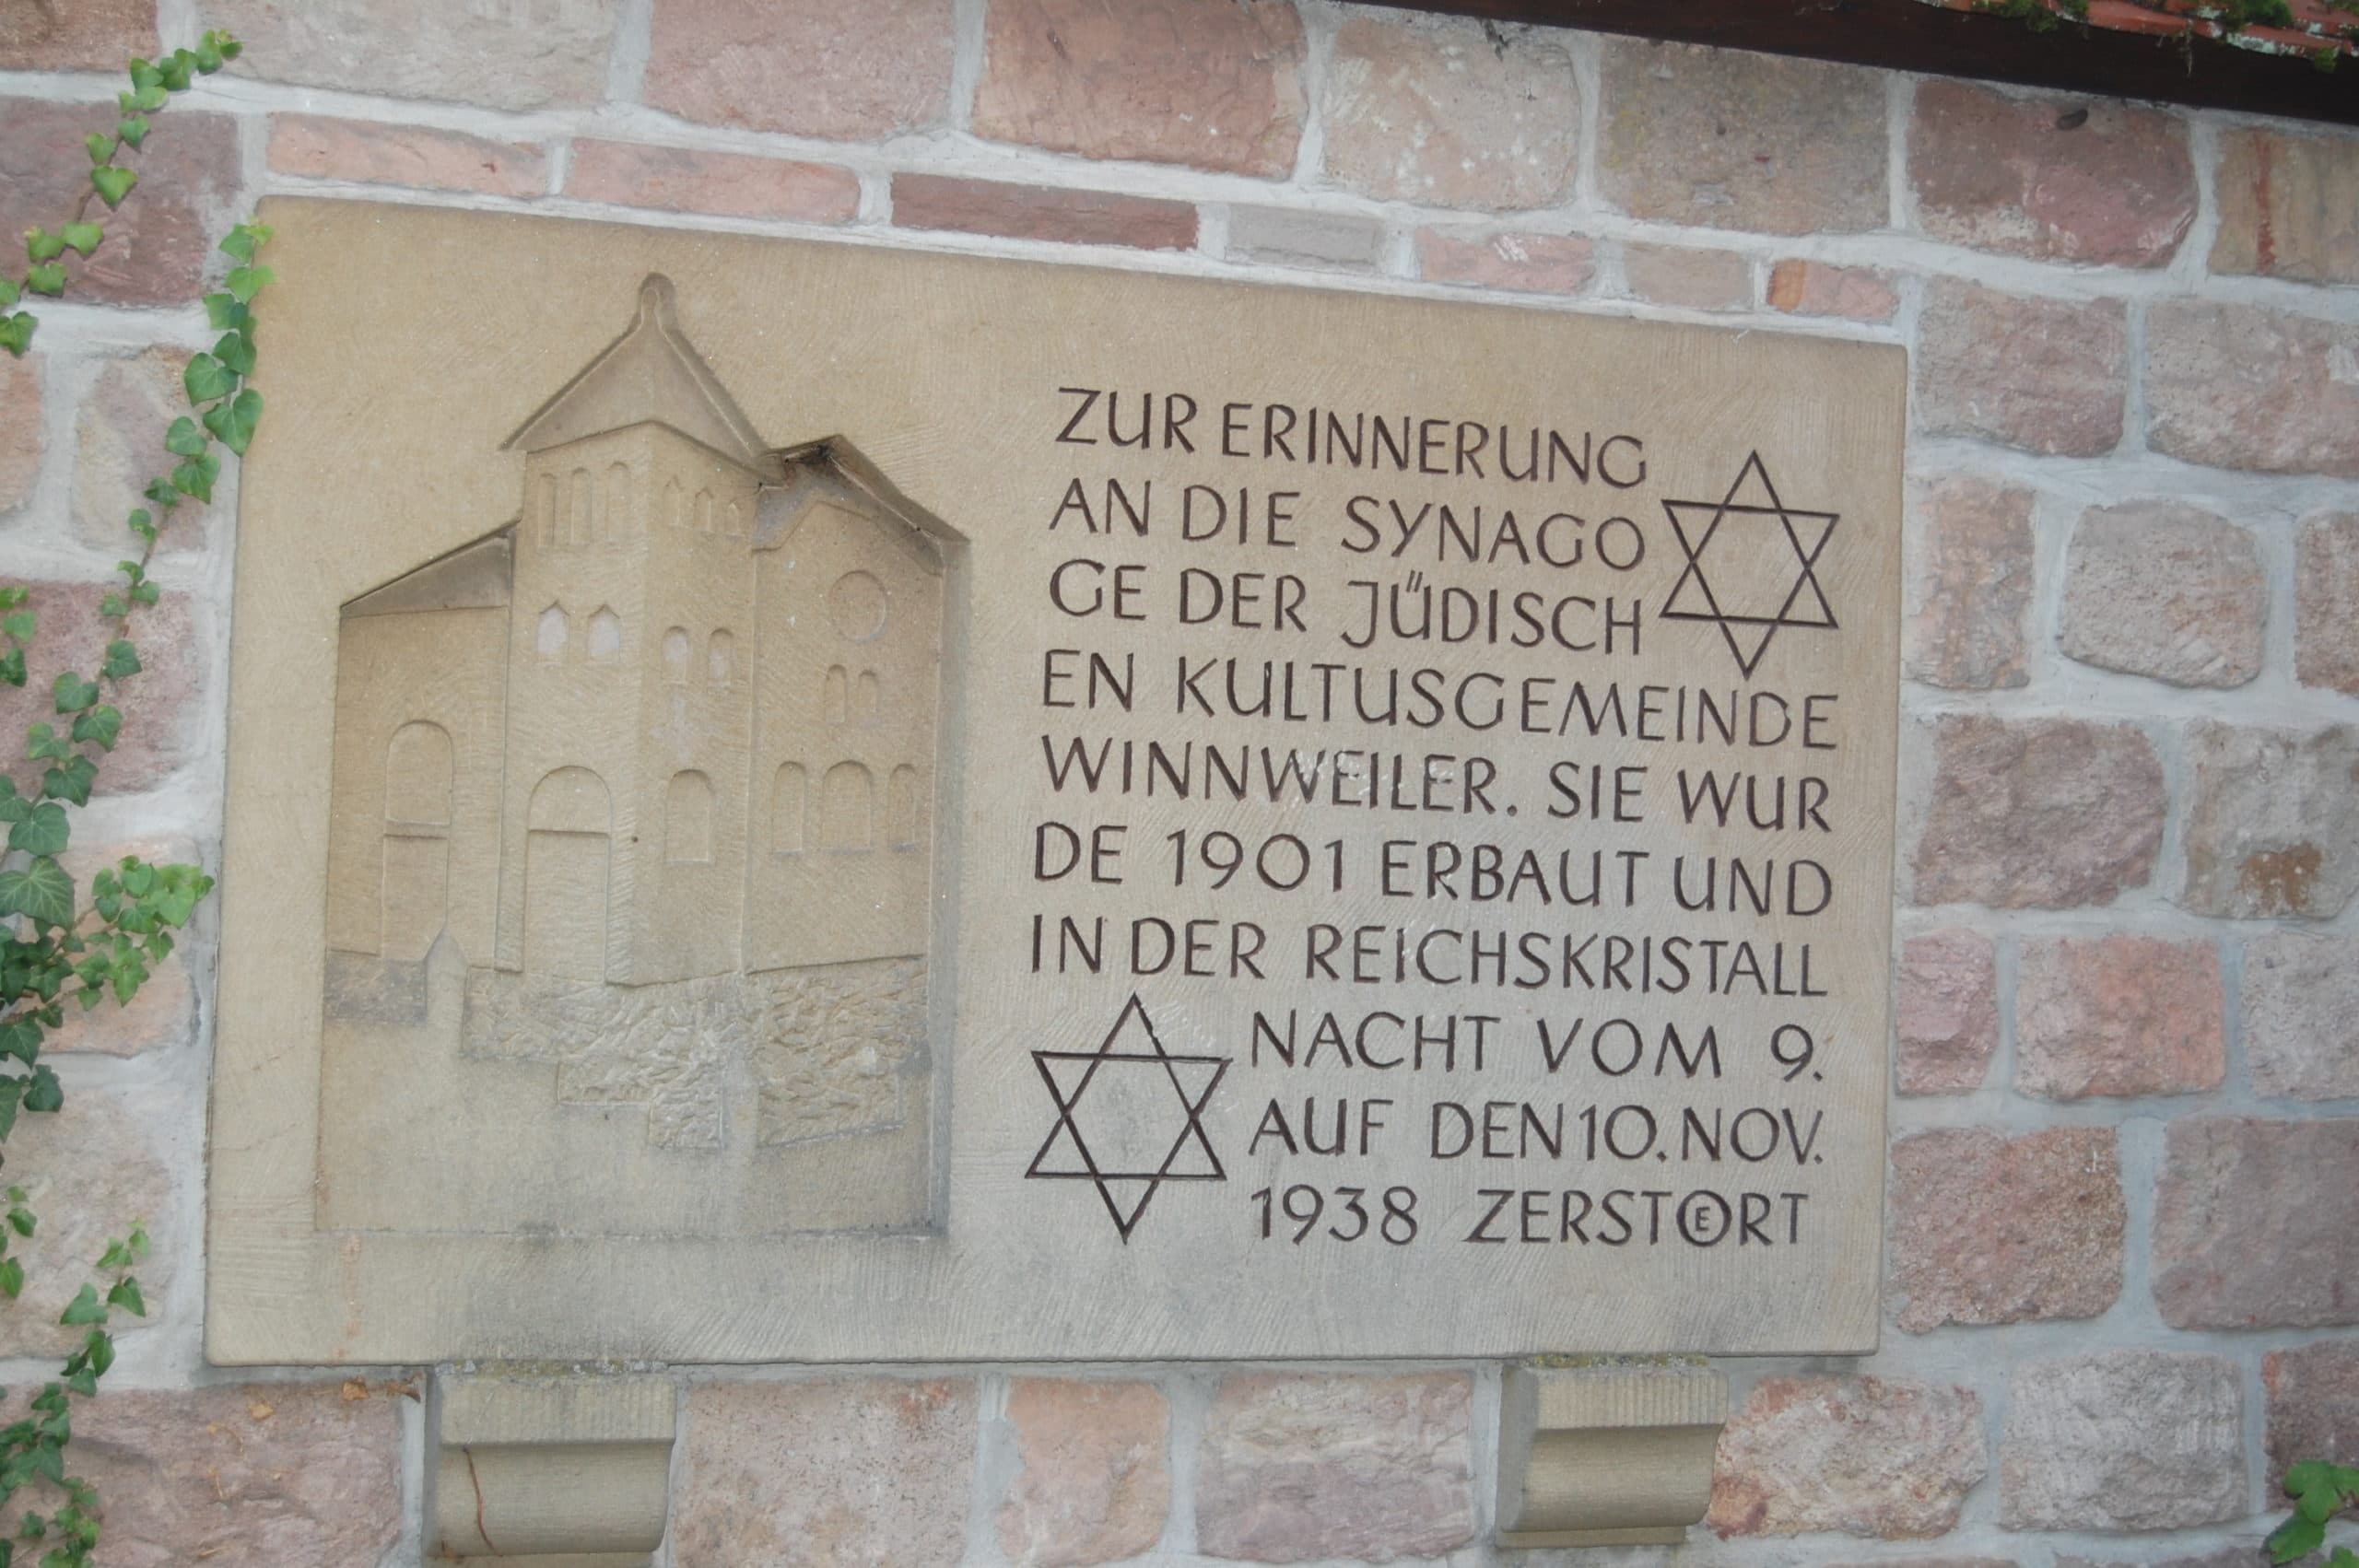 ZUR ERINNERUNG
AN DIE SYNAGO
GE DER JÜDISCH
EN KULTUSGEMEINDE
WINNWEILER. SIE WUR
DE 1901 ERBAUT UND
IN DER REICHSKRISTALL
NACHT VOM 9.
AUF DEN 10. NOV.
1938 ZERSTOERT